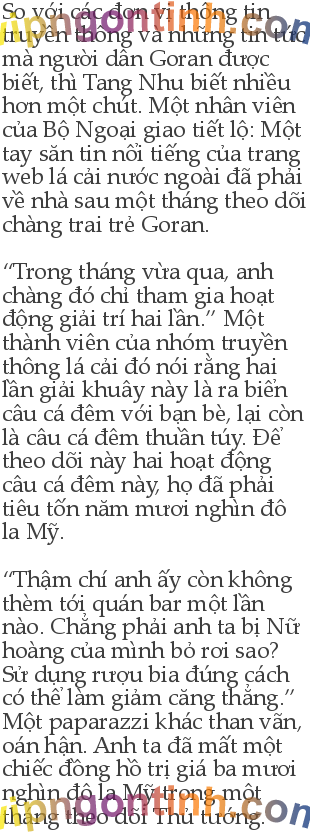 So với các đơn vị thông tin
truyền thông và những tin tức
mà người dân Goran được
biết, thì Tang Nhu biết nhiều
hơn một chút. Một nhân viên
của Bộ Ngoại giao tiết lộ: Một
tay săn tin nổi tiếng của trang
web lá cải nước ngoài đã phải
về nhà sau một tháng theo dõi
chàng trai trẻ Goran.
“Trong tháng vừa qua, anh
chàng đó chỉ tham gia hoạt
động giải trí hai lần.” Một
thành viên của nhóm truyền
thông lá cải đó nói rằng hai
lần giải khuây này là ra biển
câu cá đêm với bạn bè, lại còn
là câu cá đêm thuần túy. Để
theo dõi này hai hoạt động
câu cá đêm này, họ đã phải
tiêu tốn năm mươi nghìn đô
la Mỹ.
“Thậm chí anh ấy còn không
thèm tới quán bar một lần
nào. Chẳng phải anh ta bị Nữ
hoàng của mình bỏ rơi sao?
Sử dụng rượu bia đúng cách
có thể làm giảm căng thẳng.”
Một paparazzi khác than vãn,
oán hận. Anh ta đã mất một
chiếc đồng hồ trị giá ba mươi
nghìn đô la Mỹ trong một
tháng theo dõi Thủ tướng.
vipngontinh.com